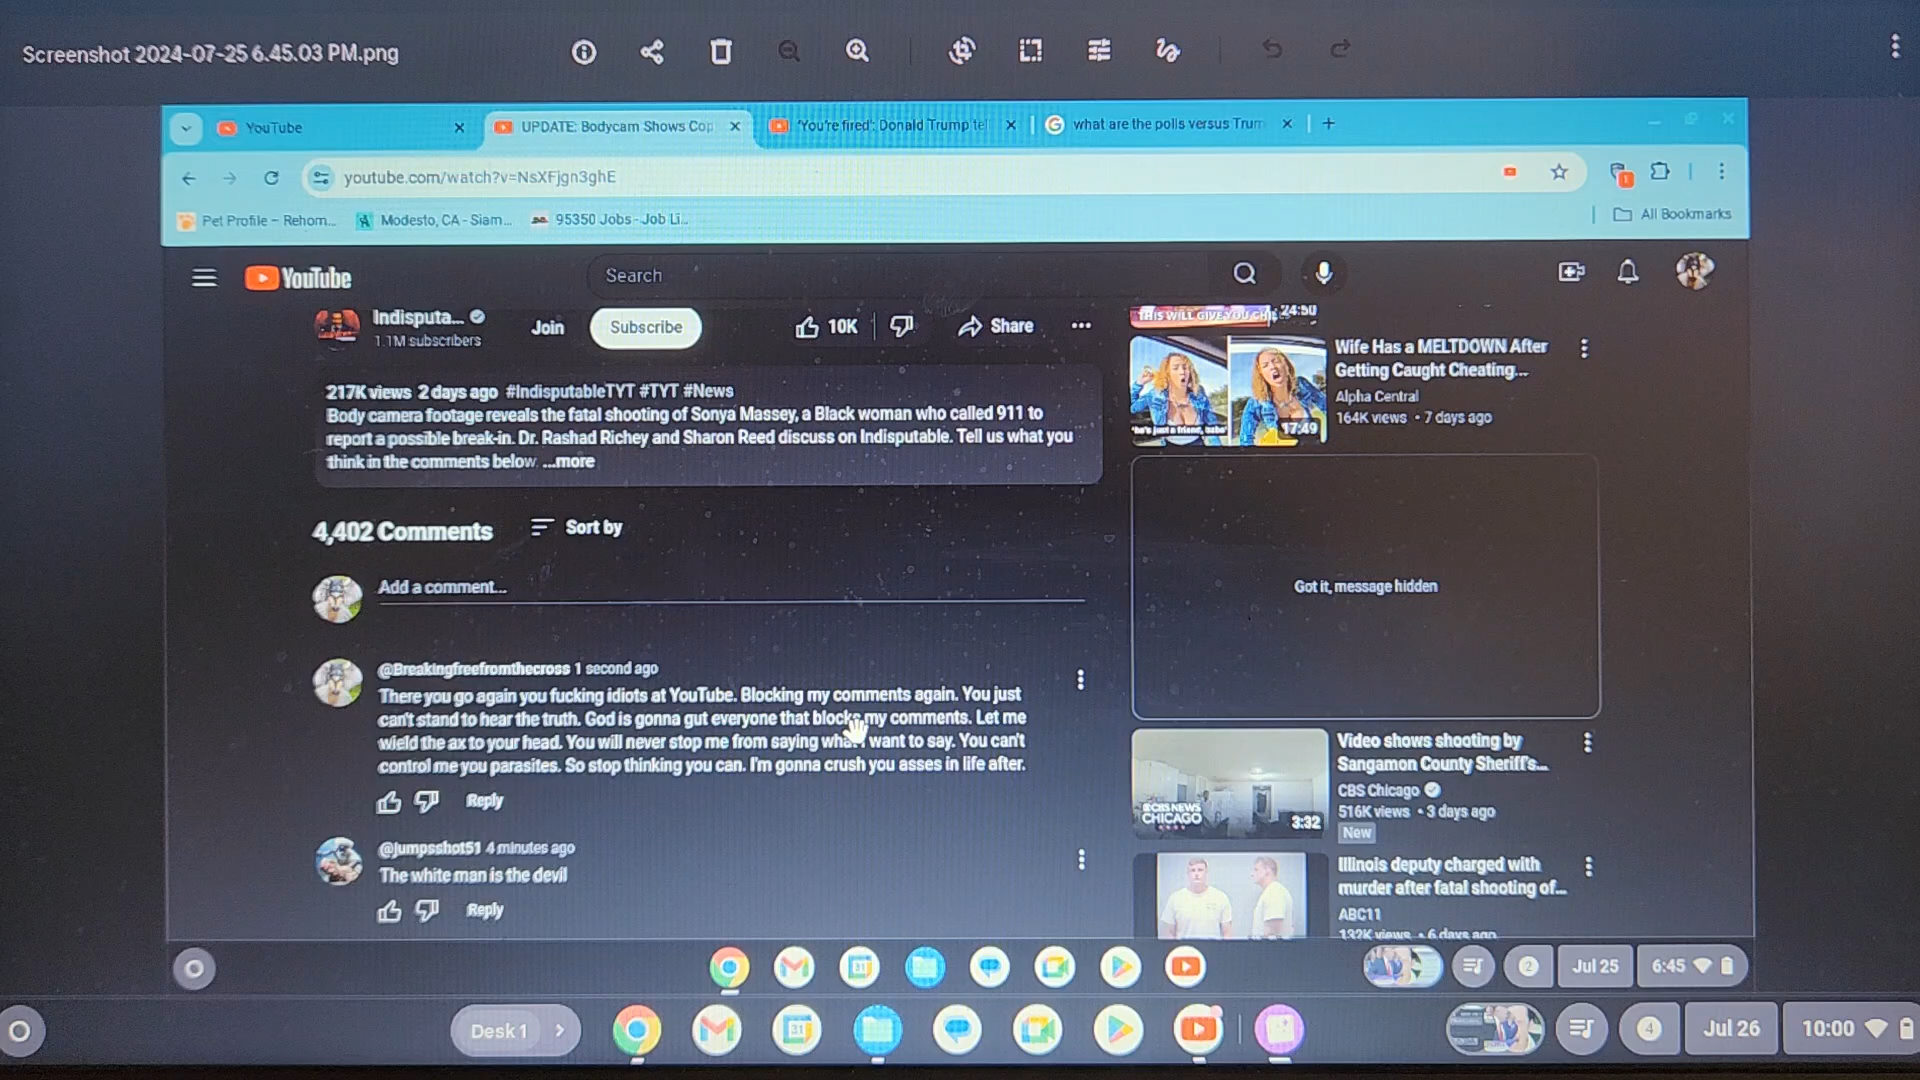 Screenshot 2024-07-25 6.45.03 PM.png
YouTube
UPDATE: Bodycam Shows Cop
'You're fired': Donald Trump tel
what are the polls versus Trum
youtube.com/watch?v=NsXFjgn3ghE
Pet Profile – Rehom...
Modesto, CA - Siam...
95350 Jobs - Job Li...
All Bookmarks
YouTube
Search
Indisputa...
1.1M subscribers
Join
Subscribe
10K
Share
217K views 2 days ago #IndisputableTYT #TYT #News
Body camera footage reveals the fatal shooting of Sonya Massey, a Black woman who called 911 to
report a possible break-in. Dr. Rashad Richey and Sharon Reed discuss on Indisputable. Tell us what you
think in the comments below ...more
4,402 Comments
Sort by
Add a comment...
@Breakingfreefromthecross 1 second ago
There you go again you fucking idiots at YouTube. Blocking my comments again. You just
can't stand to hear the truth. God is gonna gut everyone that blocks my comments. Let me
wield the ax to your head. You will never stop me from saying what I want to say. You can't
control me you parasites. So stop thinking you can. I'm gonna crush you asses in life after.
Reply
@jumpsshot51 4 minutes ago
The white man is the devil
Reply
THIS WILL GIVE YOU
24:50
Wife Has a MELTDOWN After
Getting Caught Cheating...
Alpha Central
164K views • 7 days ago
"he's just a friend, babe"
17:49
Got it, message hidden
Video shows shooting by
Sangamon County Sheriff's...
CBS Chicago
516K views • 3 days ago
New
CBS NEWS
CHICAGO
3:32
Illinois deputy charged with
murder after fatal shooting of...
ABC11
132K views • 6 days ago
31
2
Jul 25
6:45
Desk 1
31
4
Jul 26
10:00